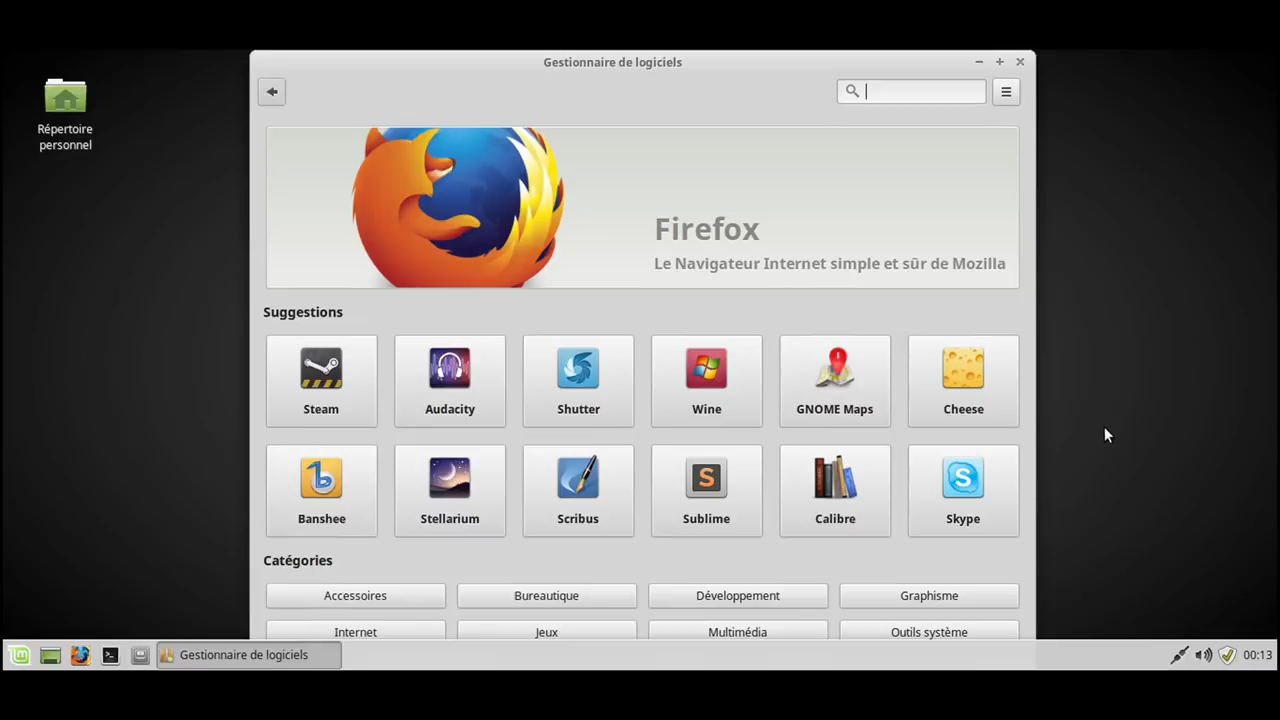 Répertoire
personnel
Gestionnaire de logiciels
Firefox
Le Navigateur Internet simple et sûr de Mozilla
Suggestions
Steam
Audacity
Shutter
Wine
GNOME Maps
Cheese
Banshee
Stellarium
Scribus
Sublime
Calibre
Skype
Catégories
Accessoires
Bureautique
Développement
Graphisme
Internet
Jeux
Multimédia
Outils système
Gestionnaire de logiciels
00:13